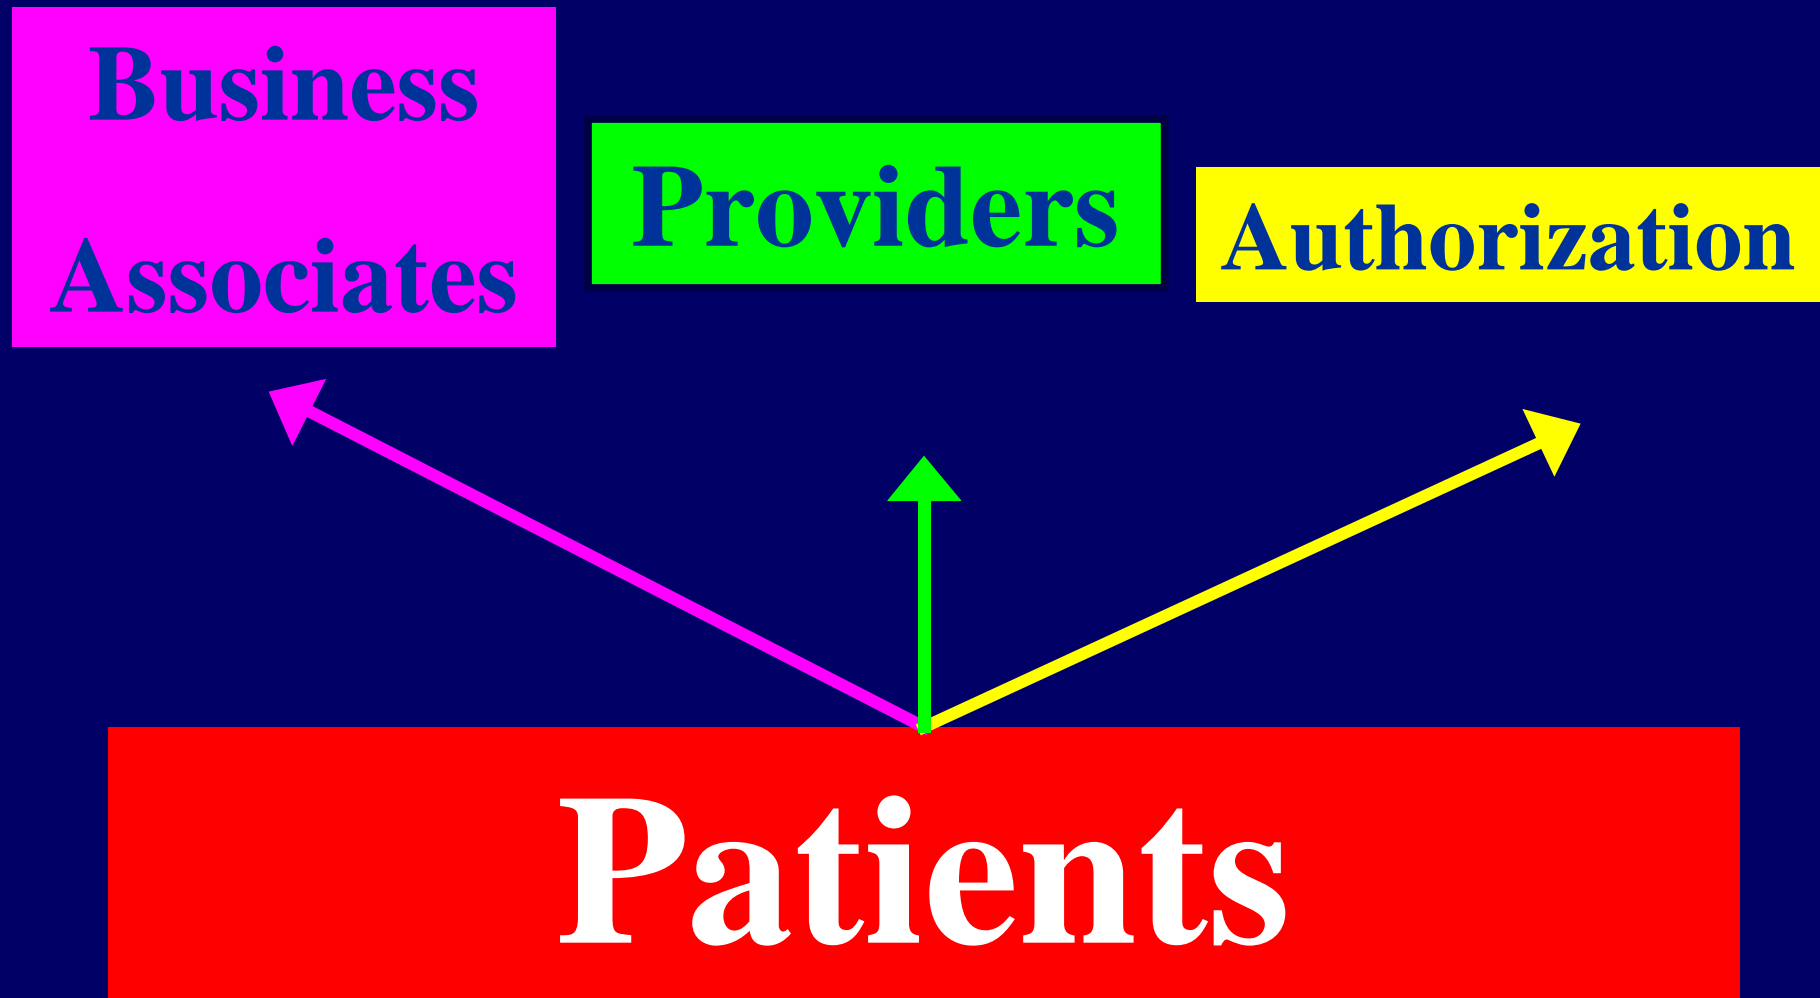 Business
Associates
Providers
Authorization
Patients